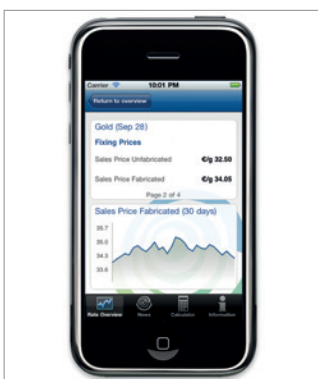 Carrier 10:01 PM
Return to overview
Gold (Sep 28)
Fixing Prices
Sales Price Unfabricated €/g 32.50
Sales Price Fabricated €/g 34.05
Page 2 of 4
Sales Price Fabricated (30 days)
35.7
35.0
34.3
33.6
Rate Overview News Calculator Information